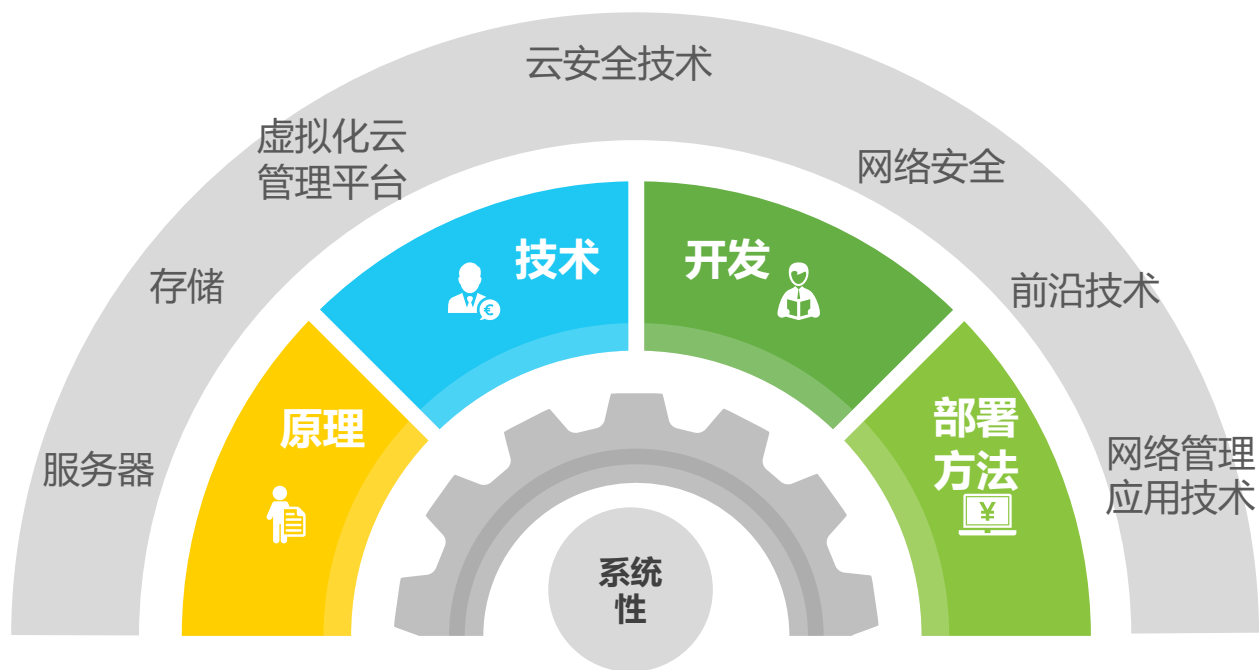 云安全技术
虚拟化云
管理平台
网络安全
存储
前沿技术
服务器
网络管理
应用技术
技术
€
开发
原理
部署
方法
¥
系统
性